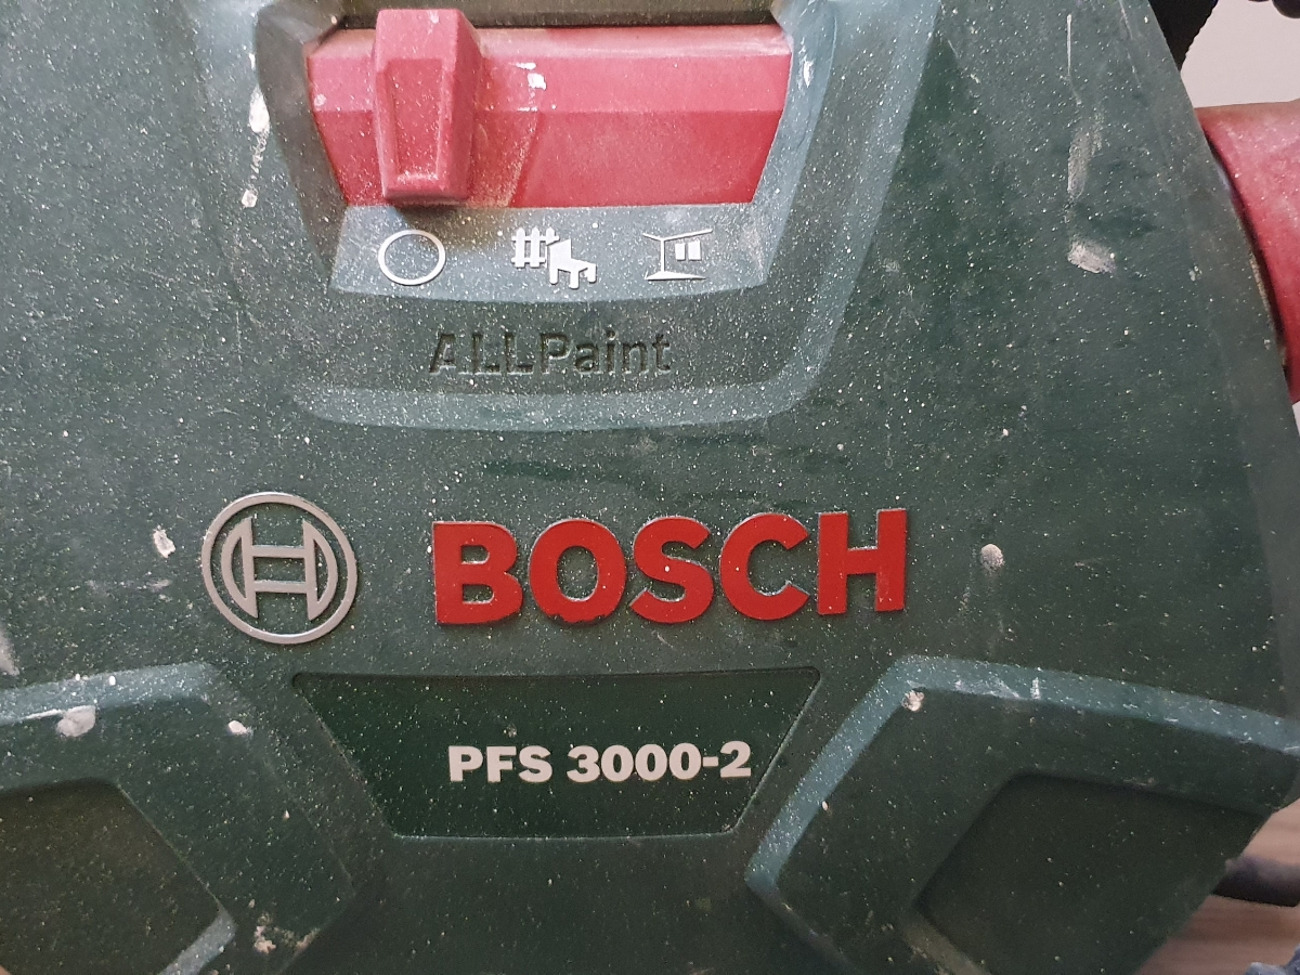 ALLPaint
BOSCH
PFS 3000-2